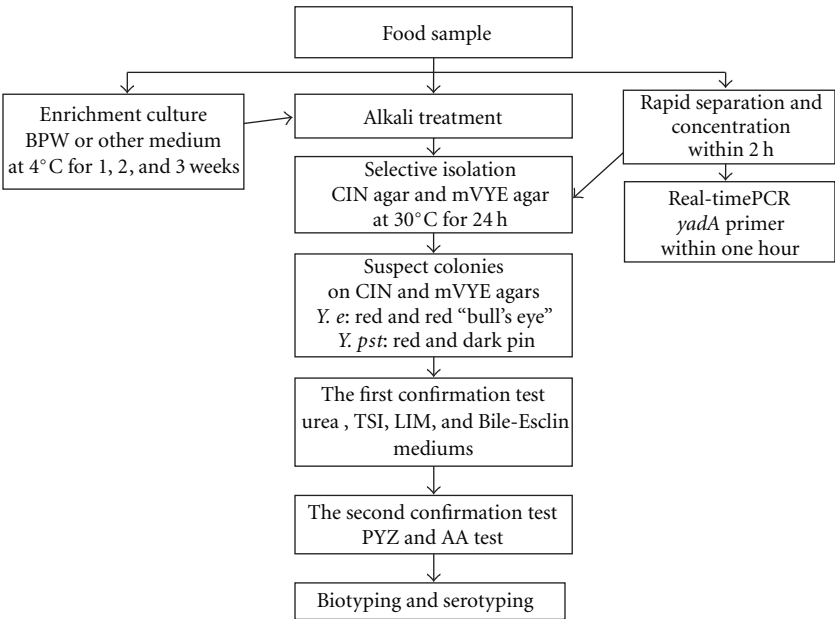 Food sample
Enrichment culture
BPW or other medium
at 4°C for 1, 2, and 3 weeks
Alkali treatment
Rapid separation and
concentration
within 2 h
Selective isolation
CIN agar and mVYE agar
at 30°C for 24 h
Real-timePCR
yadA primer
within one hour
Suspect colonies
on CIN and mVYE agars
Y. e: red and red “bull’s eye”
Y. pst: red and dark pin
The first confirmation test
urea , TSI, LIM, and Bile-Esclin
mediums
The second confirmation test
PYZ and AA test
Biotyping and serotyping